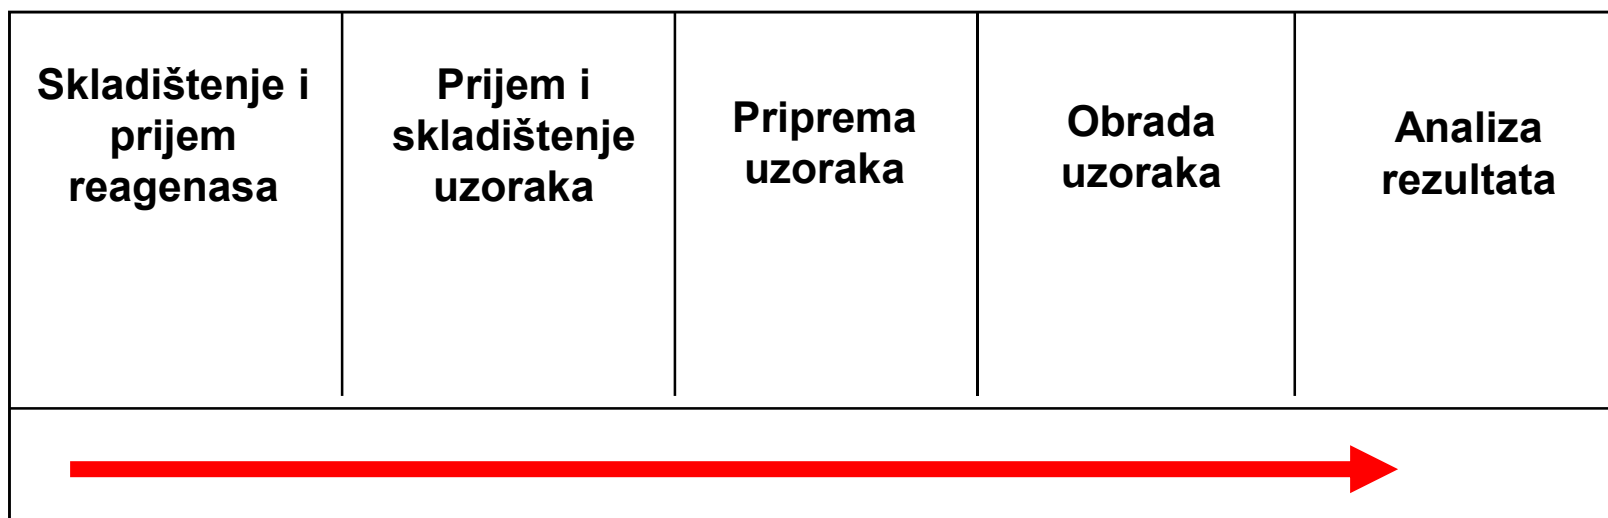 Skladištenje i
prijem
reagenasa
Prijem i
skladištenje
uzoraka
Priprema
uzoraka
Obrada
uzoraka
Analiza
rezultata